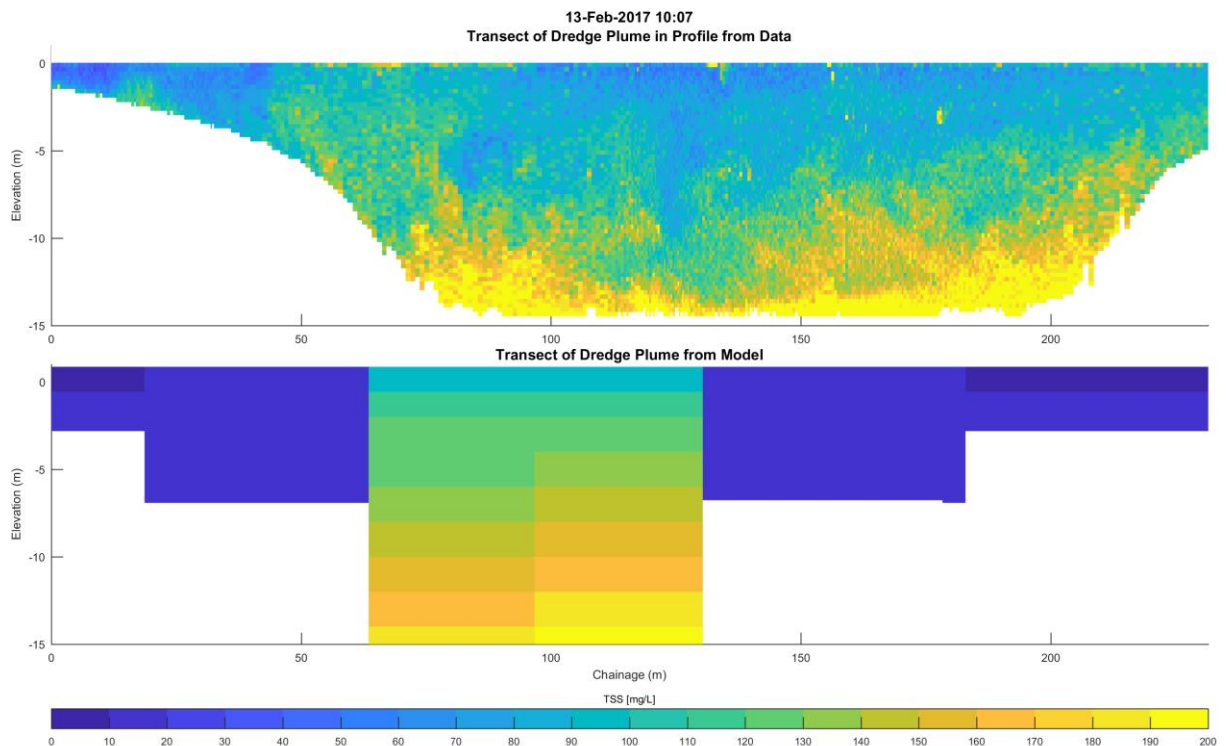 13-Feb-2017 10:07
Transect of Dredge Plume in Profile from Data
Elevation (m)
0
-5
-10
-15
0 50 100 150 200
Transect of Dredge Plume from Model
Elevation (m)
0
-5
-10
-15
0 50 100 150 200
Chainage (m)
TSS [mg/L]
0 10 20 30 40 50 60 70 80 90 100 110 120 130 140 150 160 170 180 190 200